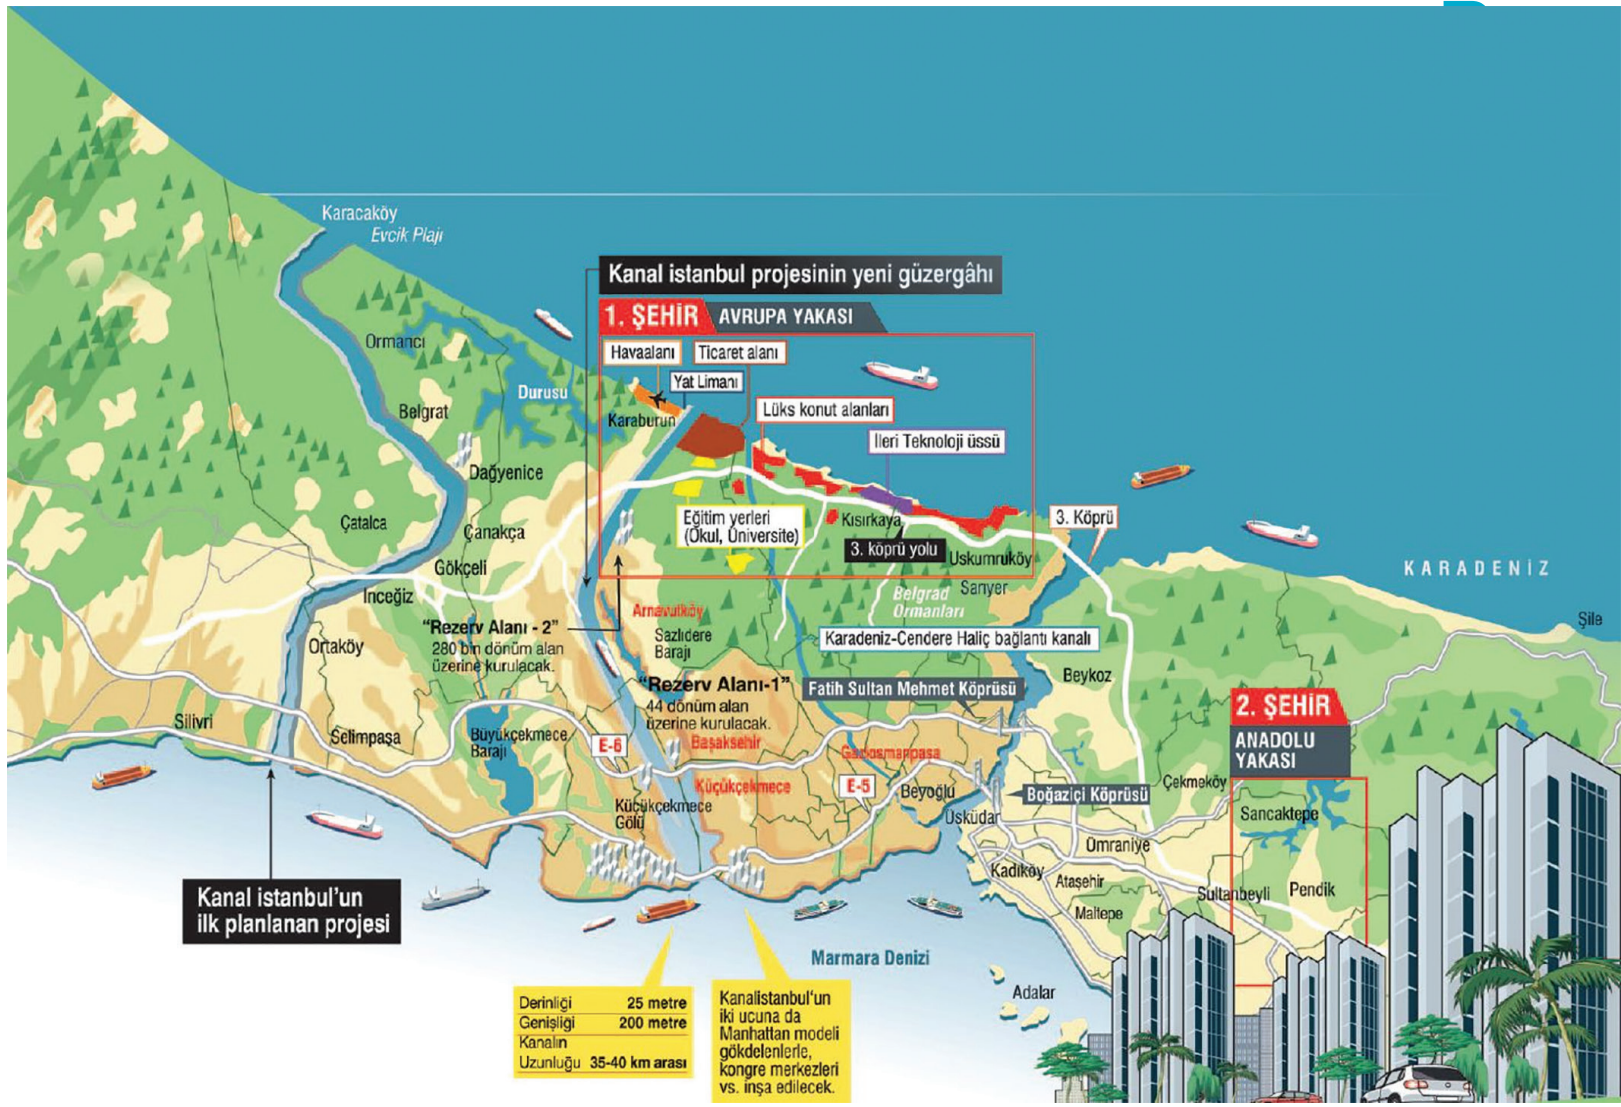 Karacaköy
Evcik Plajı
Kanal istanbul projesinin yeni güzergâhı
1. ŞEHİR
AVRUPA YAKASI
Havaalanı
Ticaret alanı
Yat Limanı
Ormancı
Durusu
Belgrat
Karaburun
Lüks konut alanları
İleri Teknoloji üssü
Dağyenice
Çatalca
Çanakça
Eğitim yerleri
(Okul, Üniversite)
Kısırkaya
3. Köprü
3. köprü yolu
Uskumruköy
Gökçeli
İnceğiz
Sarıyer
Belgrad
Ormanları
KARADENİZ
Şile
Arnavutköy
"Rezerv Alanı - 2"
280 bin dönüm alan
üzerine kurulacak.
Sazlıdere
Barajı
Karadeniz-Cendere Haliç bağlantı kanalı
Ortaköy
Beykoz
"Rezerv Alanı-1"
44 dönüm alan
üzerine kurulacak.
Fatih Sultan Mehmet Köprüsü
2. ŞEHİR
ANADOLU
YAKASI
Silivri
Selimpaşa
Büyükçekmece
Barajı
E-6
Başakşehir
Gaziosmanpaşa
Küçükçekmece
E-5
Beyoğlu
Boğaziçi Köprüsü
Çekmeköy
Küçükçekmece
Gölü
Üsküdar
Sancaktepe
Ümraniye
Kadıköy
Ataşehir
Sultanbeyli
Pendik
Maltepe
Kanal istanbul'un
ilk planlanan projesi
Marmara Denizi
Adalar
Derinliği 25 metre
Genişliği 200 metre
Kanalın
Uzunluğu 35-40 km arası
Kanalistanbul'un
iki ucuna da
Manhattan modeli
gökdelenlerle,
kongre merkezleri
vs. inşa edilecek.